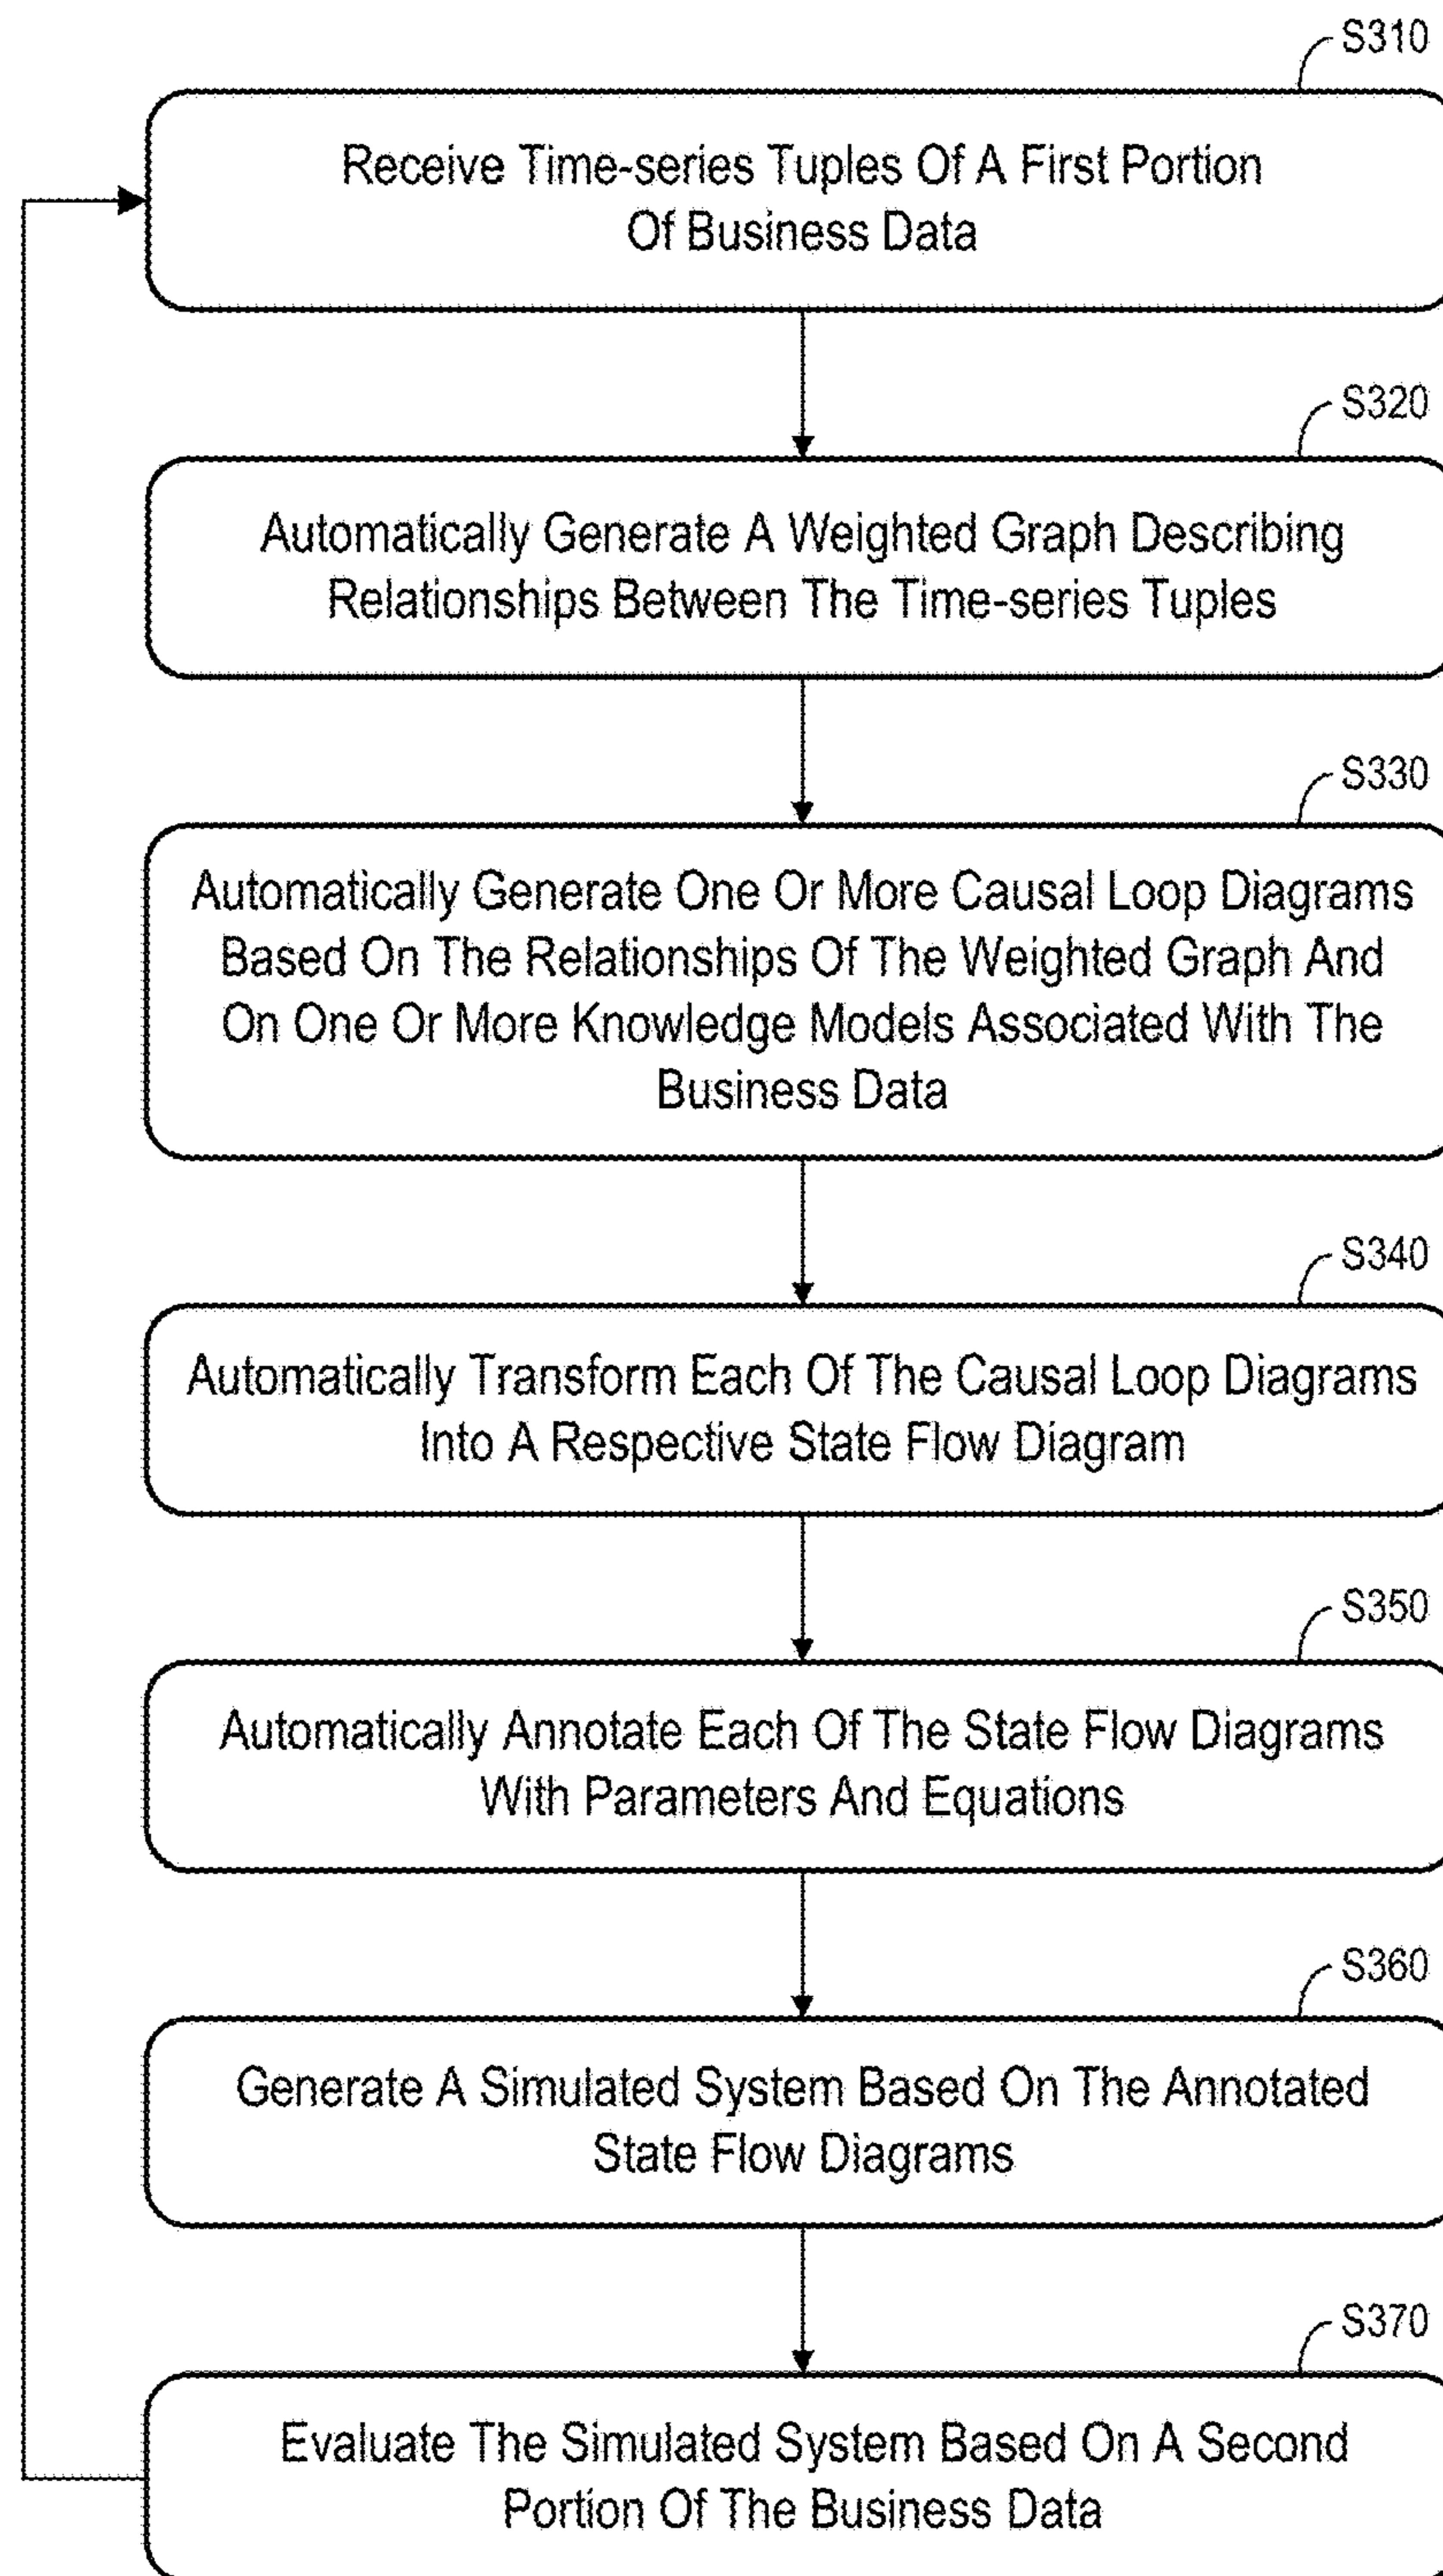 S310
Receive Time-series Tuples Of A First Portion
Of Business Data
S320
Automatically Generate A Weighted Graph Describing
Relationships Between The Time-series Tuples
S330
Automatically Generate One Or More Causal Loop Diagrams
Based On The Relationships Of The Weighted Graph And
On One Or More Knowledge Models Associated With The
Business Data
S340
Automatically Transform Each Of The Causal Loop Diagrams
Into A Respective State Flow Diagram
S350
Automatically Annotate Each Of The State Flow Diagrams
With Parameters And Equations
S360
Generate A Simulated System Based On The Annotated
State Flow Diagrams
S370
Evaluate The Simulated System Based On A Second
Portion Of The Business Data